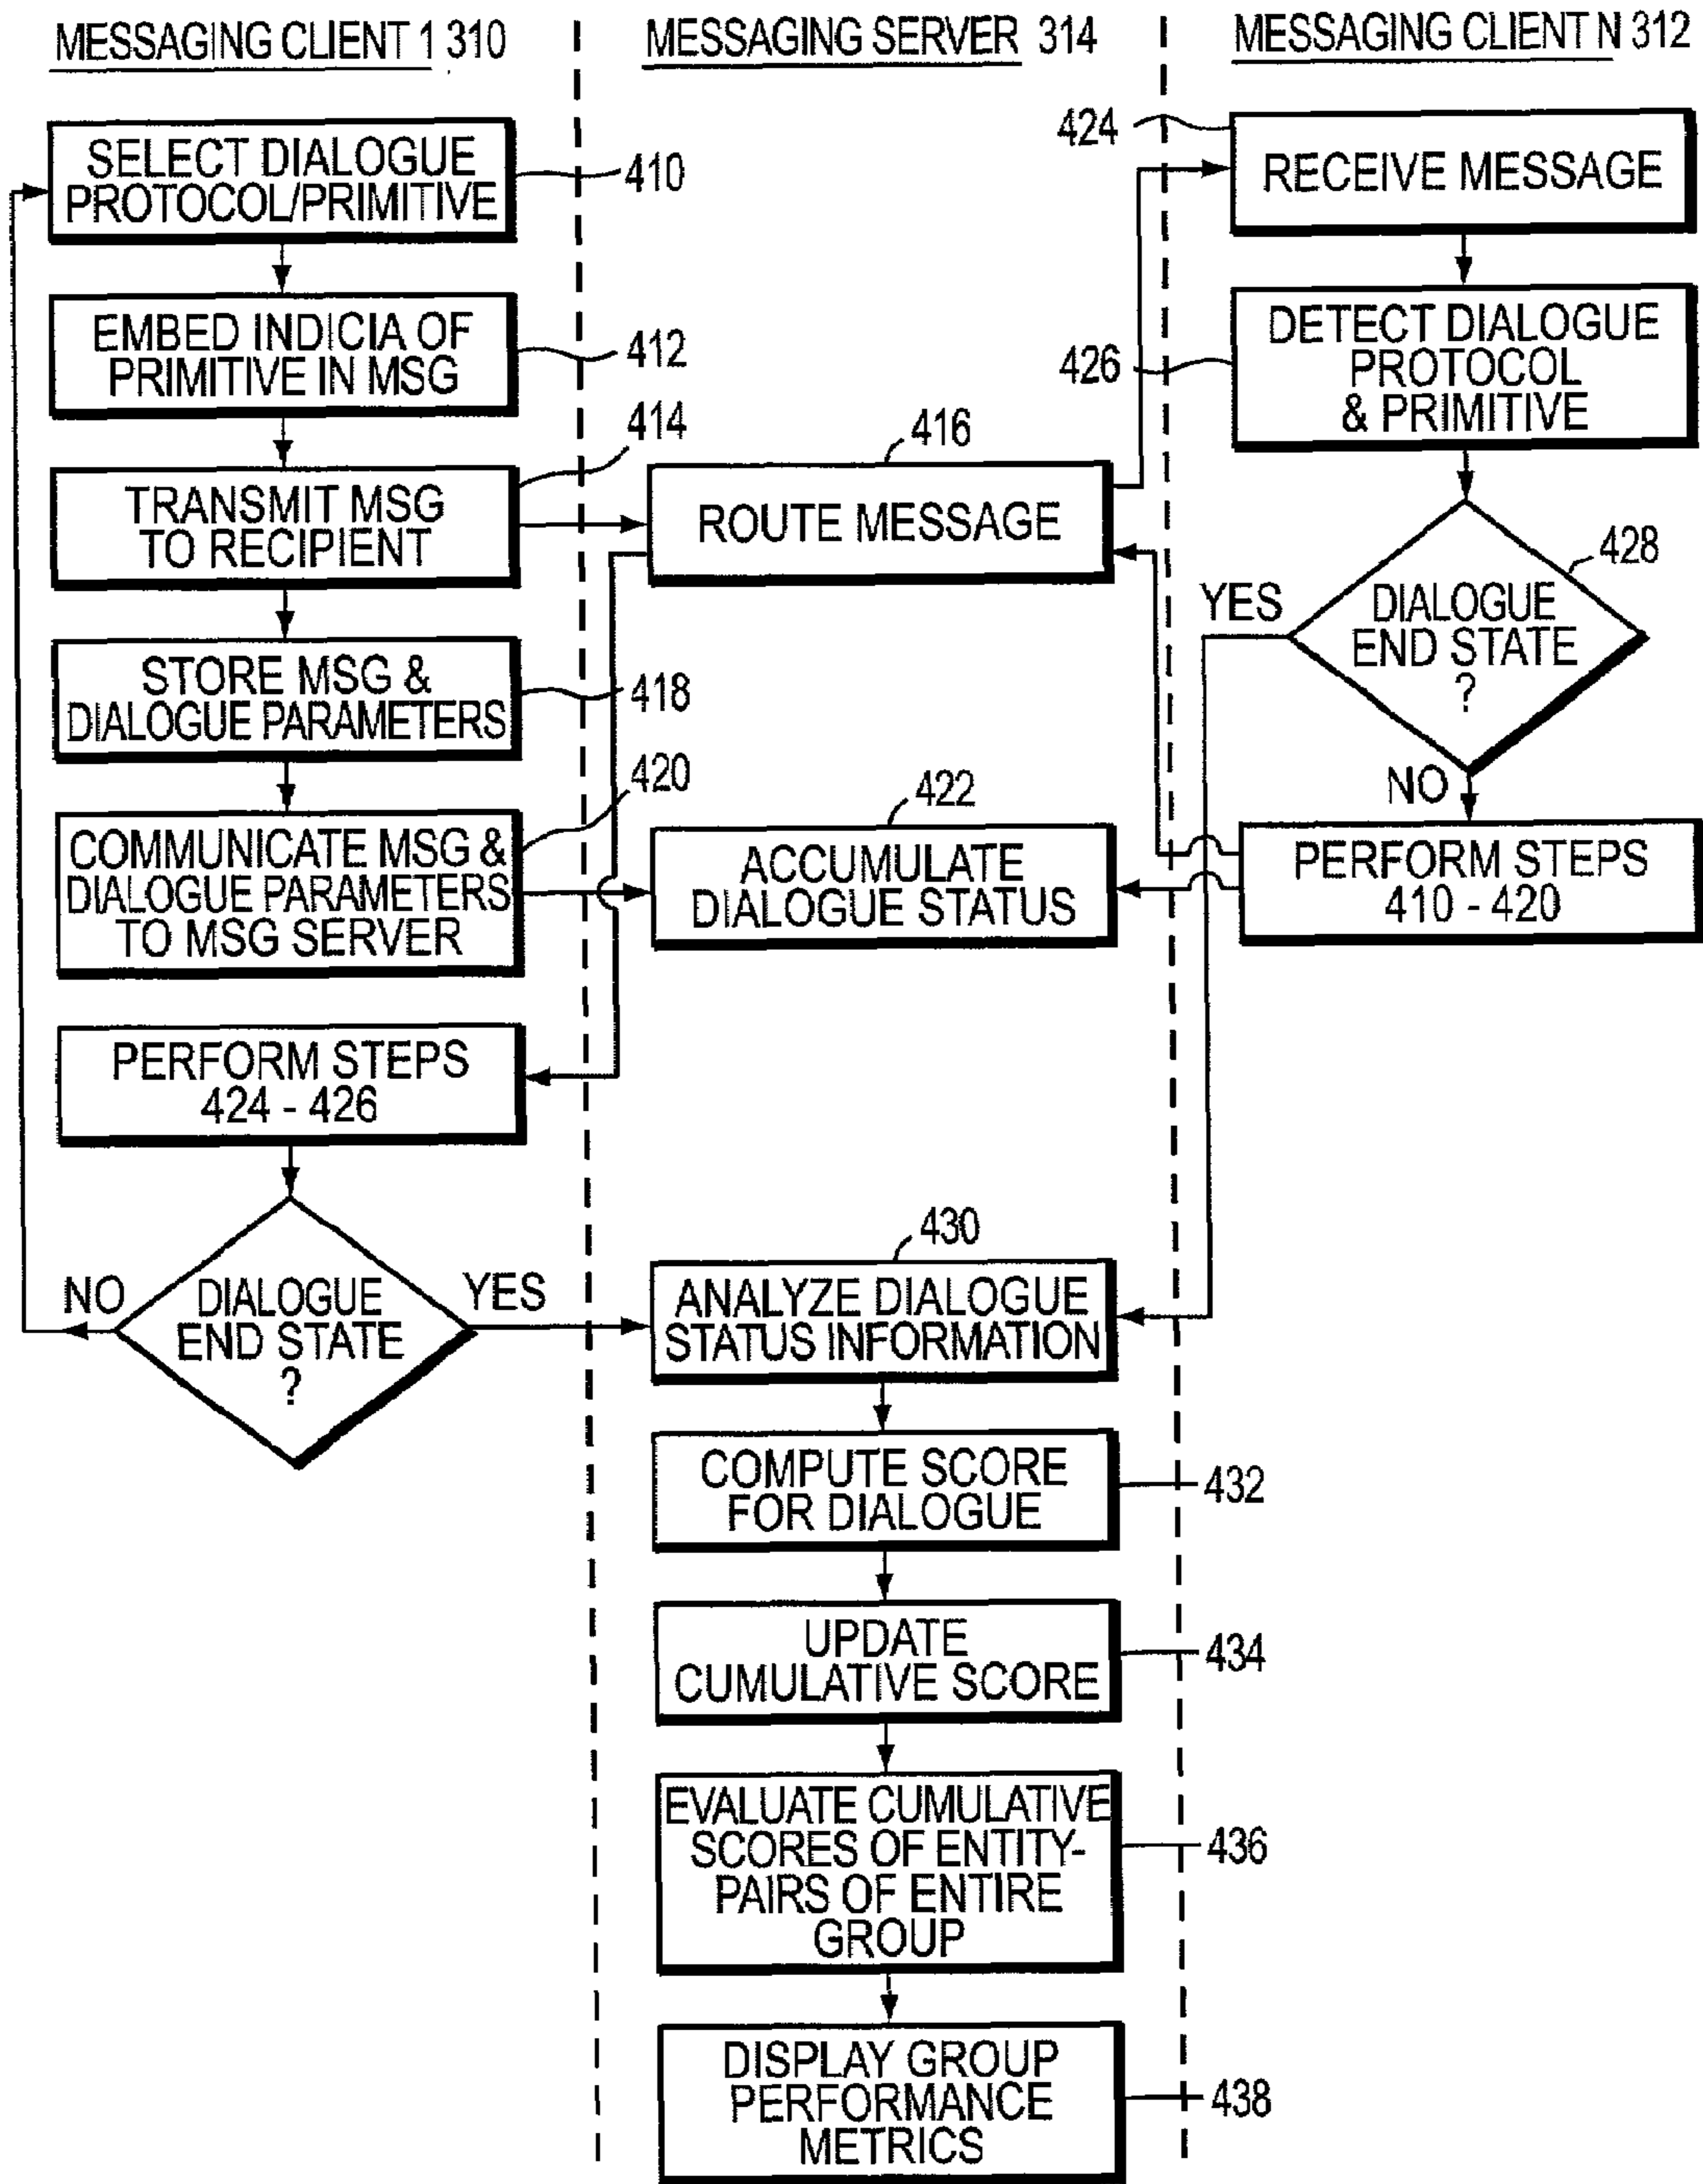 MESSAGING CLIENT 1 310
MESSAGING SERVER 314
MESSAGING CLIENT N 312
SELECT DIALOGUE
PROTOCOL/PRIMITIVE
410
EMBED INDICIA OF
PRIMITIVE IN MSG
412
TRANSMIT MSG
TO RECIPIENT
414
STORE MSG &
DIALOGUE PARAMETERS
418
COMMUNICATE MSG &
DIALOGUE PARAMETERS
TO MSG SERVER
420
PERFORM STEPS
424 - 426
DIALOGUE
END STATE
?
NO
YES
416
ROUTE MESSAGE
422
ACCUMULATE
DIALOGUE STATUS
430
ANALYZE DIALOGUE
STATUS INFORMATION
COMPUTE SCORE
FOR DIALOGUE
432
UPDATE
CUMULATIVE SCORE
434
EVALUATE CUMULATIVE
SCORES OF ENTITY-
PAIRS OF ENTIRE
GROUP
436
DISPLAY GROUP
PERFORMANCE
METRICS
438
424
RECEIVE MESSAGE
426
DETECT DIALOGUE
PROTOCOL
& PRIMITIVE
428
DIALOGUE
END STATE
?
YES
NO
PERFORM STEPS
410 - 420